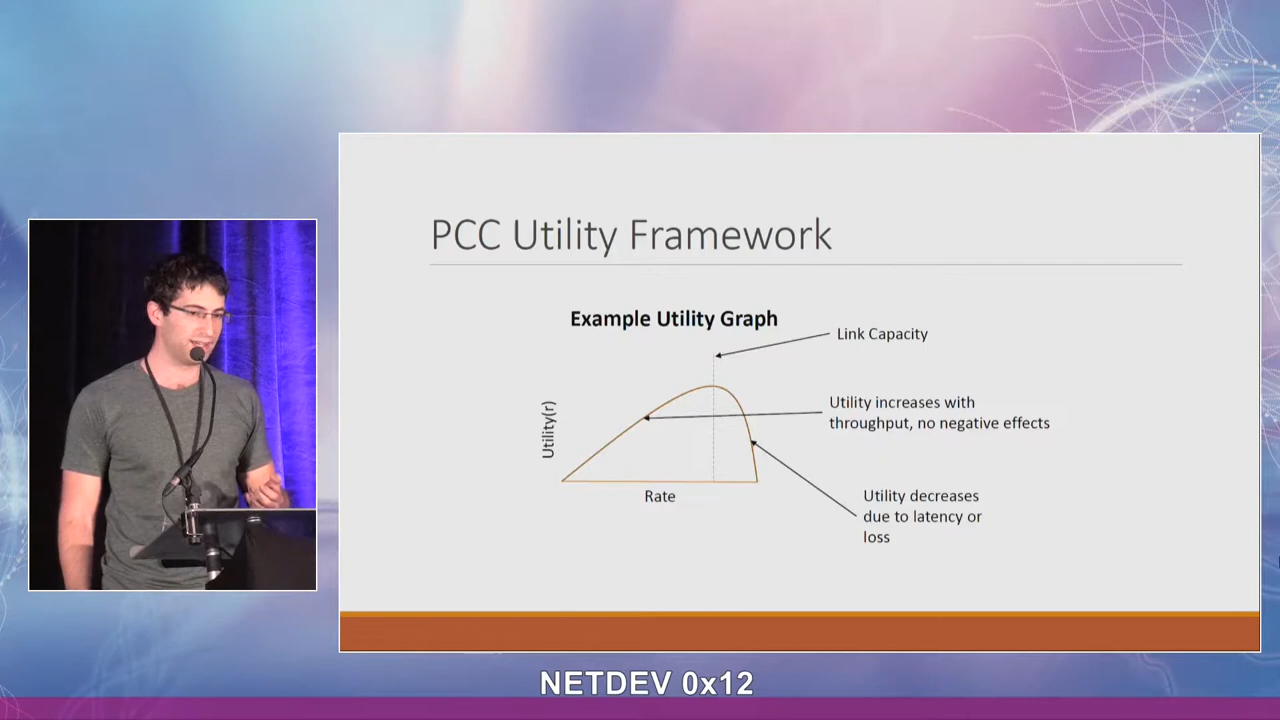 PCC Utility Framework
Example Utility Graph
Link Capacity
Utility increases with
throughput, no negative effects
Utility(r)
Rate
Utility decreases
due to latency or
loss
NETDEV 0x12